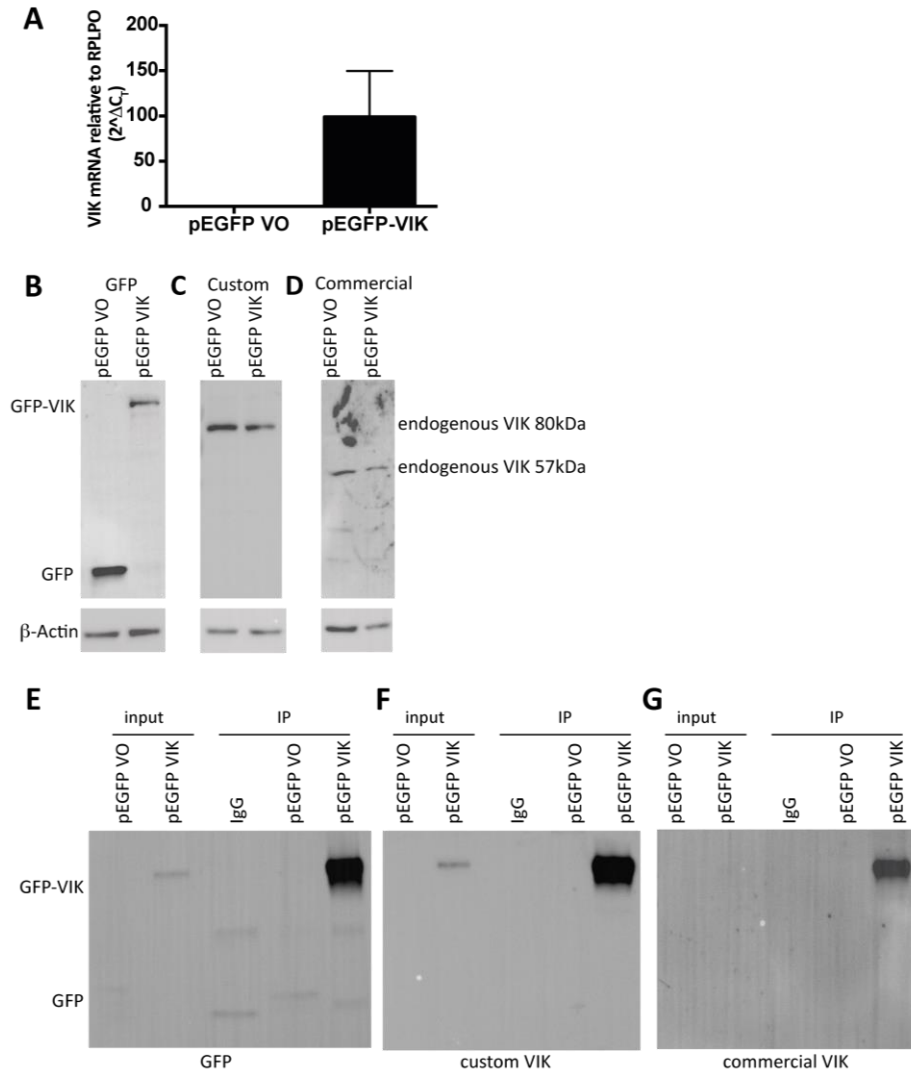 A
VIK mRNA relative to RPLPO
(2^ΔCT)
200
150
100
50
0
pEGFP VO
pEGFP-VIK
B
GFP
pEGFP VO
pEGFP VIK
C
Custom
pEGFP VO
pEGFP VIK
D
Commercial
pEGFP VO
pEGFP VIK
GFP-VIK
endogenous VIK 80kDa
endogenous VIK 57kDa
GFP
β-Actin
E
input
IP
pEGFP VO
pEGFP VIK
IgG
pEGFP VO
pEGFP VIK
F
input
IP
pEGFP VO
pEGFP VIK
IgG
pEGFP VO
pEGFP VIK
G
input
IP
pEGFP VO
pEGFP VIK
IgG
pEGFP VO
pEGFP VIK
GFP-VIK
GFP
GFP
custom VIK
commercial VIK